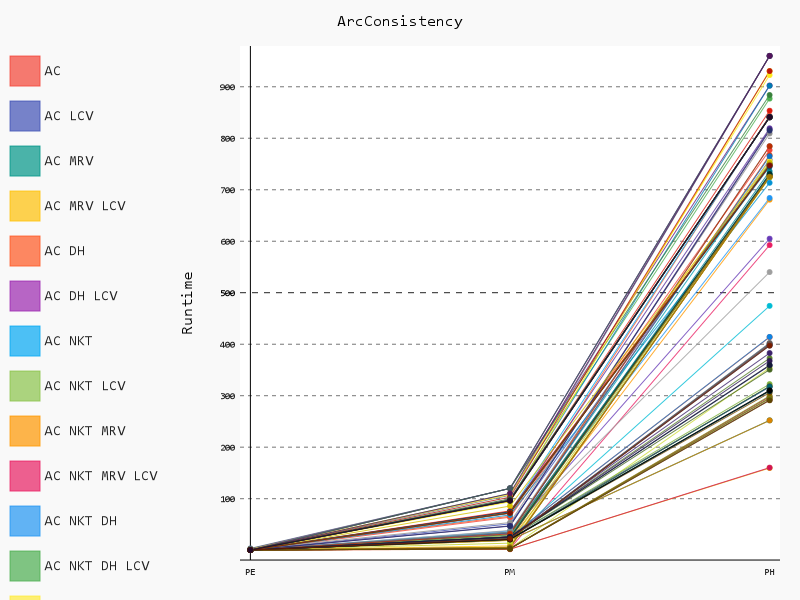 ArcConsistency
AC
AC LCV
AC MRV
AC MRV LCV
AC DH
AC DH LCV
AC NKT
AC NKT LCV
AC NKT MRV
AC NKT MRV LCV
AC NKT DH
AC NKT DH LCV
Runtime
900
800
700
600
500
400
300
200
100
PE
PM
PH